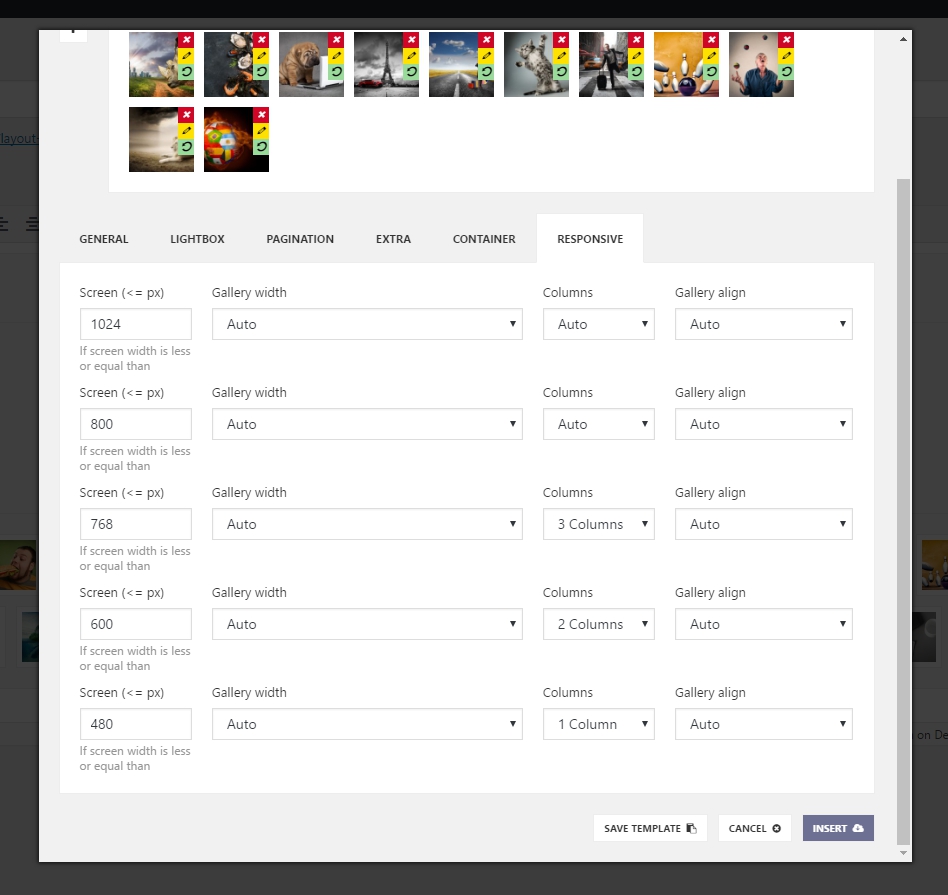 layout
GENERAL LIGHTBOX PAGINATION EXTRA CONTAINER RESPONSIVE
Screen (<= px) Gallery width Columns Gallery align
1024 Auto Auto Auto
If screen width is less
or equal than
Screen (<= px) Gallery width Columns Gallery align
800 Auto Auto Auto
If screen width is less
or equal than
Screen (<= px) Gallery width Columns Gallery align
768 Auto 3 Columns Auto
If screen width is less
or equal than
Screen (<= px) Gallery width Columns Gallery align
600 Auto 2 Columns Auto
If screen width is less
or equal than
Screen (<= px) Gallery width Columns Gallery align
480 Auto 1 Column Auto
on De
If screen width is less
or equal than
SAVE TEMPLATE CANCEL INSERT